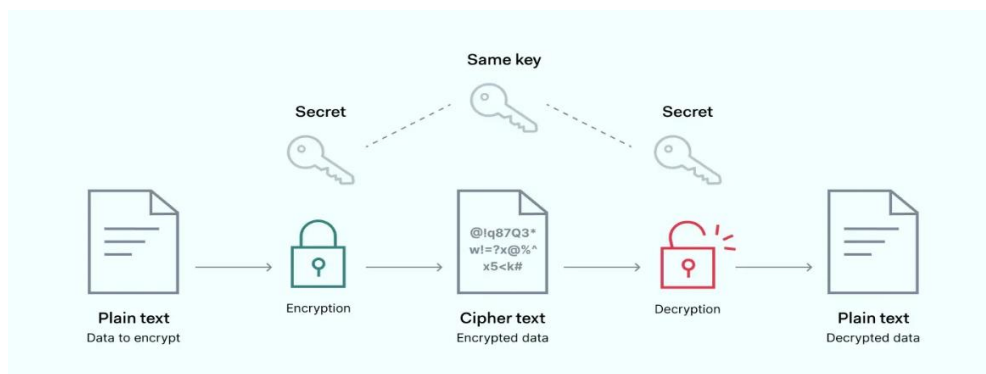 Same key
Secret
Secret
@!q87Q3*
w!=?x@%^
x5<k#
Encryption
Decryption
Plain text
Data to encrypt
Cipher text
Encrypted data
Plain text
Decrypted data